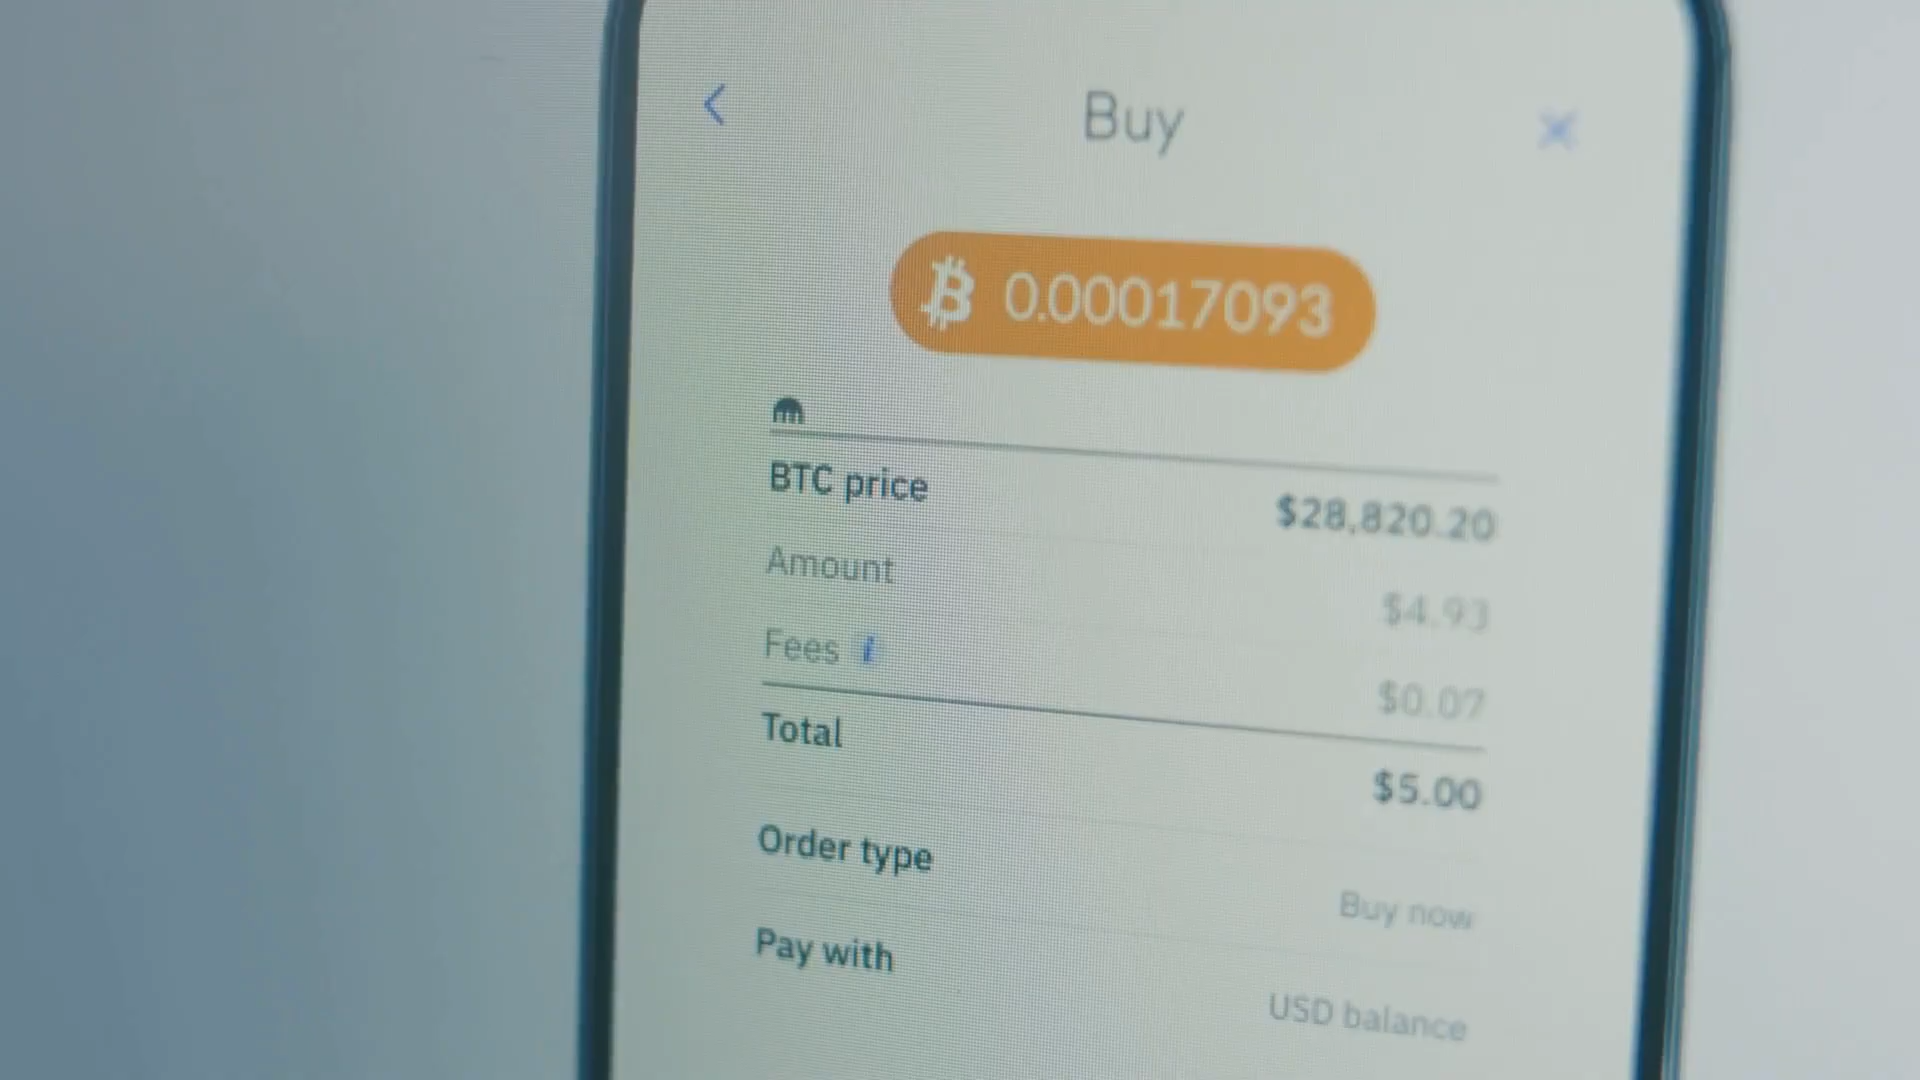 Buy
0.00017093
BTC price $28,820.20
Amount $4.93
Fees i $0.07
Total $5.00
Order type Buy now
Pay with USD balance